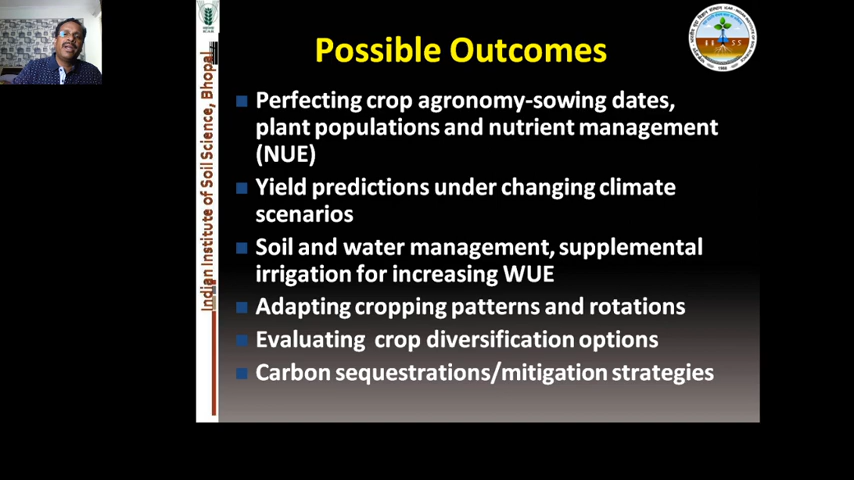 Possible Outcomes
Perfecting crop agronomy-sowing dates,
plant populations and nutrient management
(NUE)
Yield predictions under changing climate
scenarios
Soil and water management, supplemental
irrigation for increasing WUE
Adapting cropping patterns and rotations
Evaluating crop diversification options
Carbon sequestrations/mitigation strategies
Indian Institute of Soil Science, Bhopal